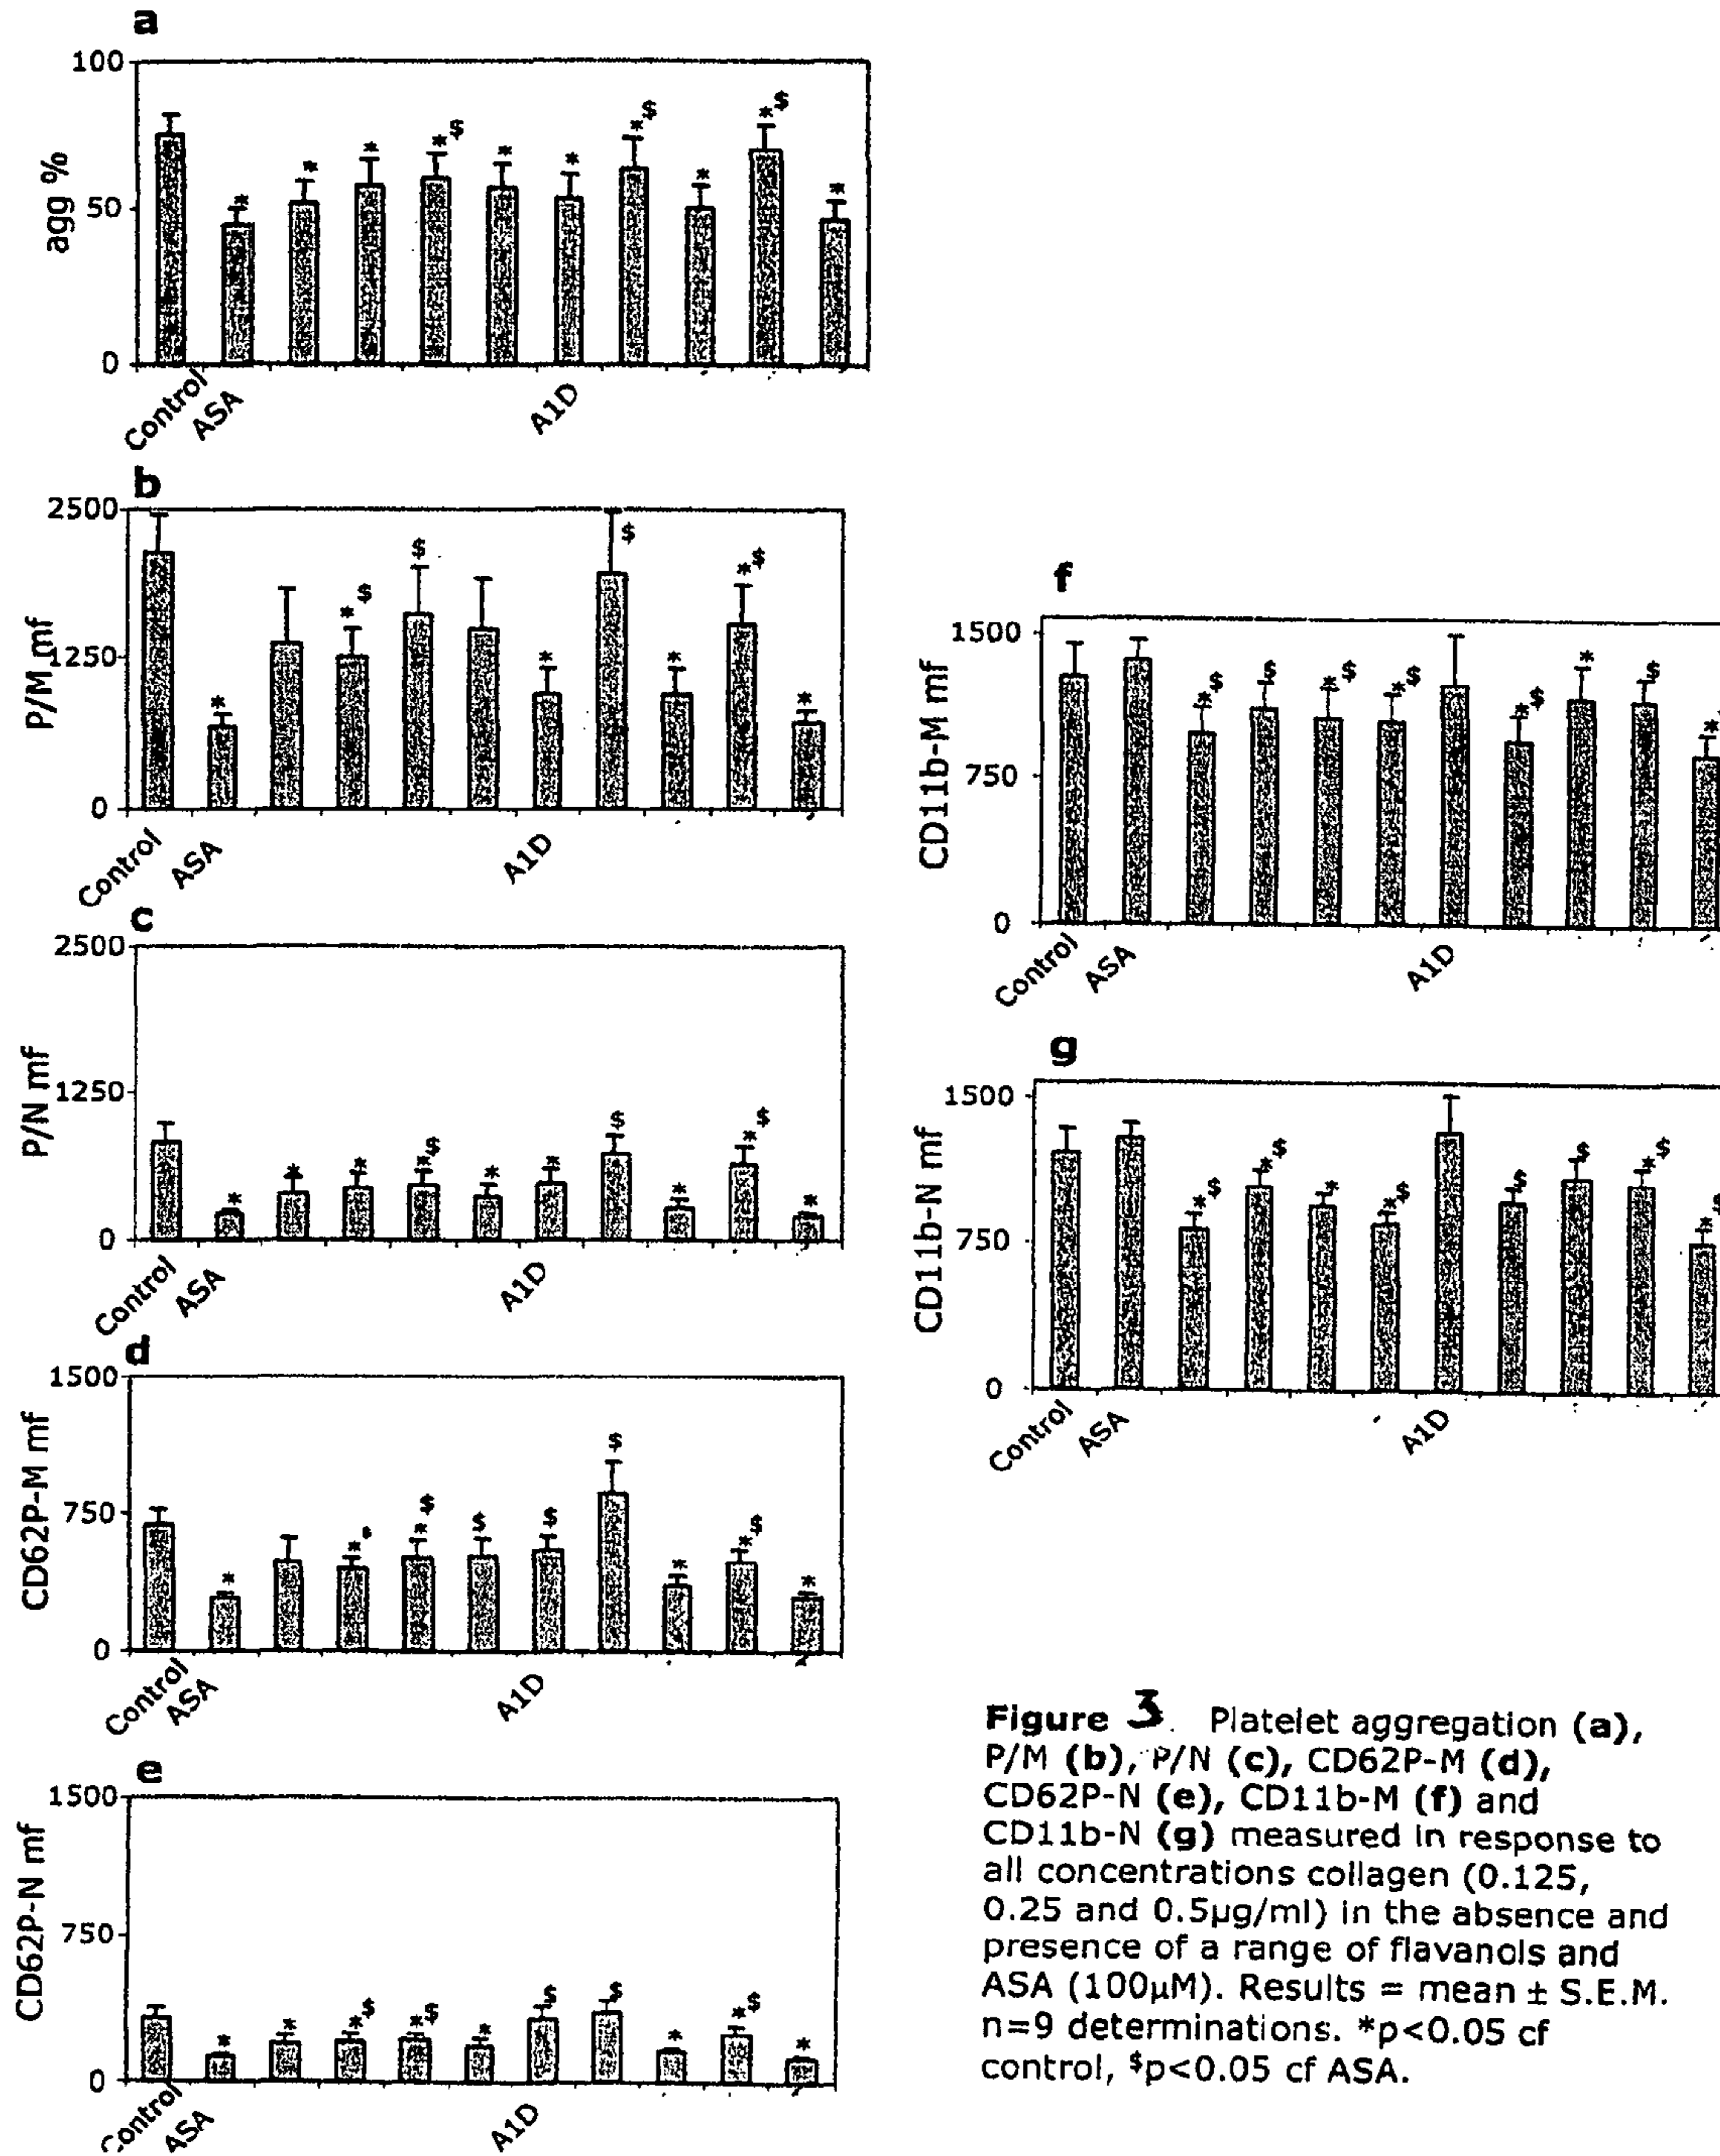 a
100
50
0
agg %
* * * *$ * * *$ * *$ *
Control
ASA
A1D
b
2500
1250
0
P/M mf
* *$ $ * $ * *$ *
Control
ASA
A1D
c
2500
1250
0
P/N mf
* * * *$ * * $ * *$ *
Control
ASA
A1D
d
1500
750
0
CD62P-M mf
* * *$ $ $ $ * *$ *
Control
ASA
A1D
e
1500
750
0
CD62P-N mf
* * *$ *$ * $ $ * *$ *
Control
ASA
A1D
f
1500
750
0
CD11b-M mf
*$ $ *$ *$ *$ * $ *
Control
ASA
A1D
g
1500
750
0
CD11b-N mf
*$ *$ * *$ $ $ *$ *$
Control
ASA
A1D
Figure 3. Platelet aggregation (a),
P/M (b), P/N (c), CD62P-M (d),
CD62P-N (e), CD11b-M (f) and
CD11b-N (g) measured in response to
all concentrations collagen (0.125,
0.25 and 0.5µg/ml) in the absence and
presence of a range of flavanols and
ASA (100µM). Results = mean ± S.E.M.
n=9 determinations. *p<0.05 cf
control, $p<0.05 cf ASA.